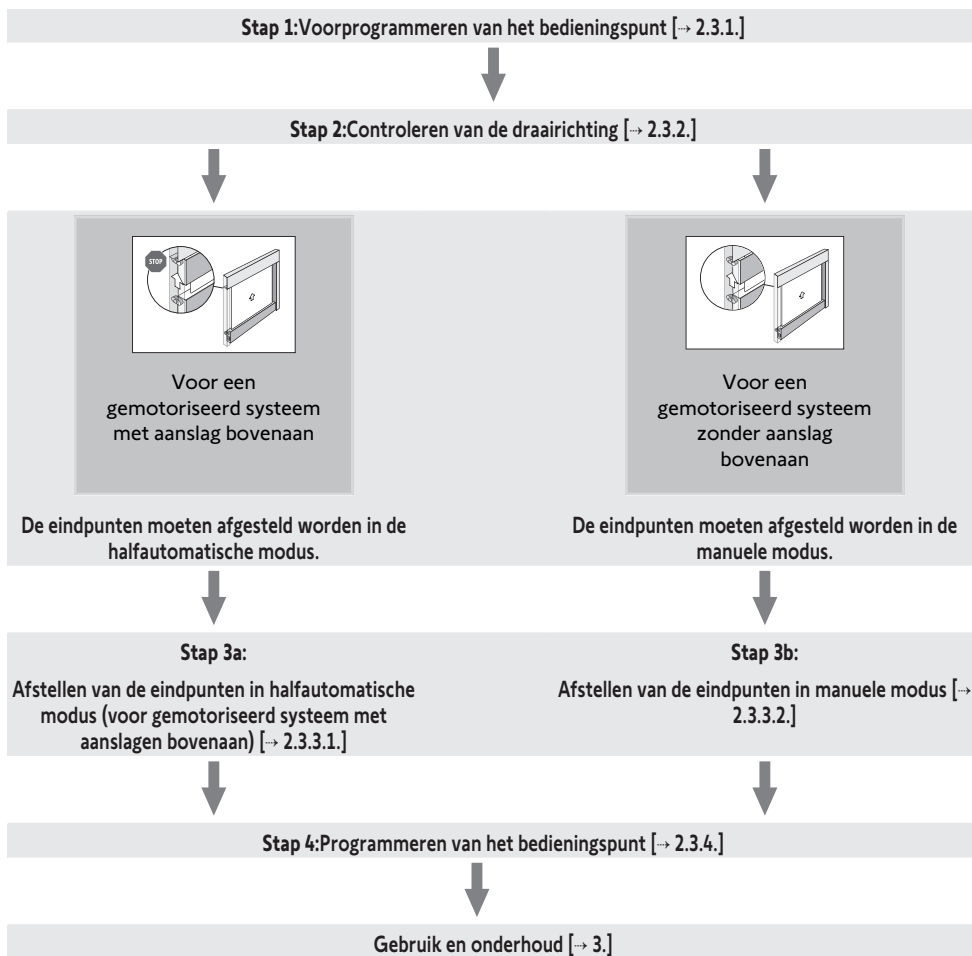 Stap 1:Voorprogrammeren van het bedieningspunt [⇢ 2.3.1.]
Stap 2:Controleren van de draairichting [⇢ 2.3.2.]
STOP
Voor een
gemotoriseerd systeem
met aanslag bovenaan
De eindpunten moeten afgesteld worden in de
halfautomatische modus.
Voor een
gemotoriseerd systeem
zonder aanslag
bovenaan
De eindpunten moeten afgesteld worden in de
manuele modus.
Stap 3a:
Afstellen van de eindpunten in halfautomatische
modus (voor gemotoriseerd systeem met
aanslagen bovenaan) [⇢ 2.3.3.1.]
Stap 3b:
Afstellen van de eindpunten in manuele modus [⇢
2.3.3.2.]
Stap 4:Programmeren van het bedieningspunt [⇢ 2.3.4.]
Gebruik en onderhoud [⇢ 3.]